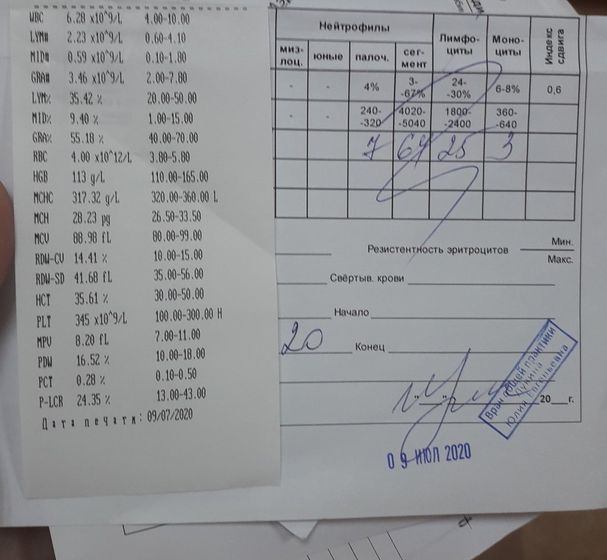 WBC 6.28 x10^9/L 4.00-10.00
LYM# 2.23 x10^9/L 0.60-4.10
MID# 0.59 x10^9/L 0.10-1.80
GRA# 3.46 x10^9/L 2.00-7.80
LYM% 35.42 % 20.00-50.00
MID% 9.40 % 1.00-15.00
GRA% 55.18 % 40.00-70.00
RBC 4.00 x10^12/L 3.80-5.80
HGB 113 g/L 110.00-165.00
MCHC 317.32 g/L 320.00-360.00 L
MCH 28.23 pg 26.50-33.50
MCV 88.98 fL 80.00-99.00
RDW-CV 14.41 % 10.00-15.00
RDW-SD 41.68 fL 35.00-56.00
HCT 35.61 % 30.00-50.00
PLT 345 x10^9/L 100.00-300.00 H
MPV 8.20 fL 7.00-11.00
PDW 16.52 % 10.00-18.00
PCT 0.28 % 0.10-0.50
P-LCR 24.35 % 13.00-43.00
Дата печати: 09/07/2020
Нейтрофилы Лимфо-циты Моно-циты Индекс сдвига
миэ-лоц. юные палоч. сег-мент
- - 4% 3--67% 24--30% 6-8% 0,6
- - 240--320 4020--5040 1800--2400 360--640
7 64 25 3
Резистентность эритроцитов Мин.
Макс.
Свёртыв. крови
Начало
20 Конец
Врач общей практики
Юлия Евгеньевна
20 г.
09 ИЮЛ 2020